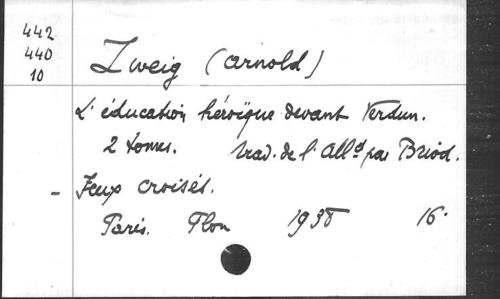 442
440
10
Zweig (Arnold)
L'éducation héroïque devant Verdun.
2 tomes. trad. de l'Allᵈ par Briod.
- Feux croisés.
Paris. Plon 1938 16°